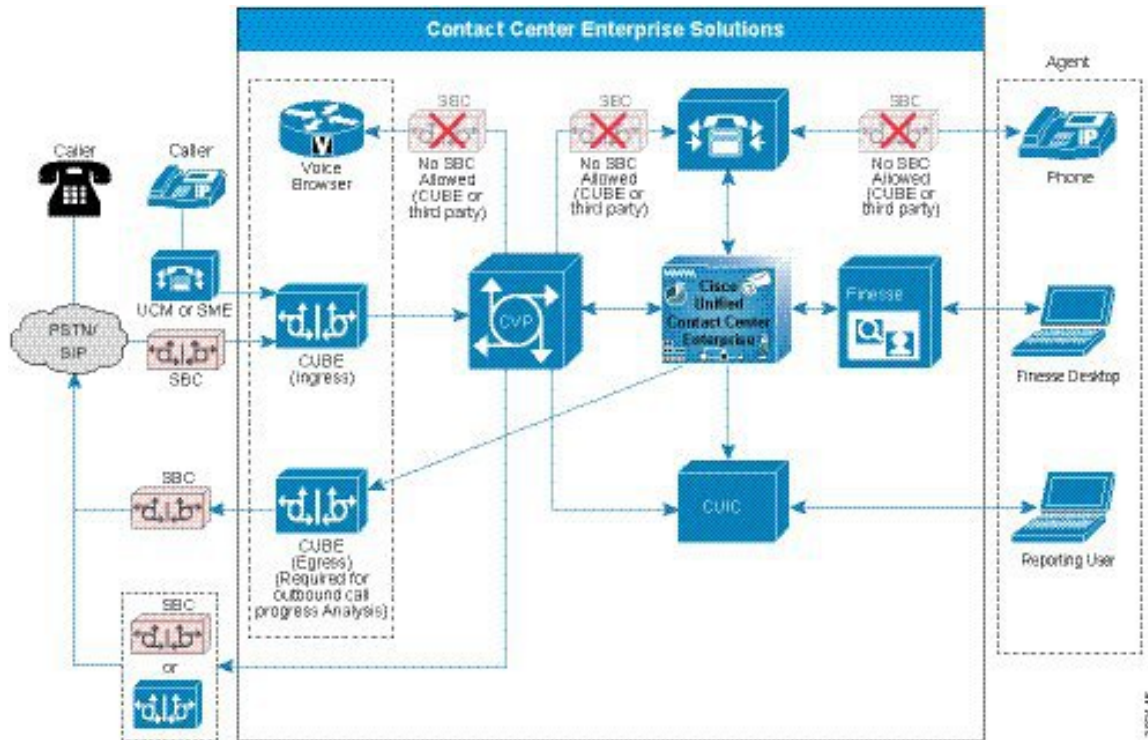 Contact Center Enterprise Solutions
Agent
SBC
SBC
SBC
Caller
Caller
V
Voice
Browser
No SBC
Allowed
(CUBE or
third party)
No SBC
Allowed
(CUBE or
third party)
No SBC
Allowed
(CUBE or
third party)
IP
Phone
IP
UCM or SME
PSTN/
SIP
SBC
CUBE
(Ingress)
CVP
Cisco
Unified
Contact Center
Enterprise
Finesse
Finesse Desktop
SBC
CUBE
(Egress)
(Required for
outbound call
progress Analysis)
CUIC
Reporting User
SBC
or